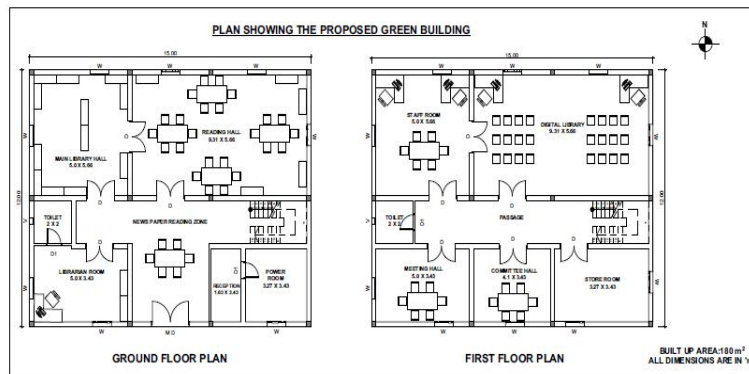 PLAN SHOWING THE PROPOSED GREEN BUILDING
N
15.00
W
W
W
READING HALL
9.31 X 5.66
MAIN LIBRARY HALL
5.0 X 5.66
D
W
W
12.00
D
D
TOILET
2 X 2
NEWS PAPER READING ZONE
V
D
D1
LIBRARIAN ROOM
5.0 X 3.43
D1
POWER
ROOM
3.27 X 3.43
RECEPTION
1.63 X 3.43
W
W
W
M D
W
GROUND FLOOR PLAN
15.00
W
W
W
STAFF ROOM
5.0 X 5.66
DIGITAL LIBRARY
9.31 X 5.66
D
W
W
12.00
D
D
TOILET
2 X 2
D1
PASSAGE
V
D
D
D
MEETING HALL
5.0 X 3.43
COMMITTEE HALL
4.1 X 3.43
STORE ROOM
3.27 X 3.43
W
W
W
W
W
FIRST FLOOR PLAN
BUILT UP AREA:180 m²
ALL DIMENSIONS ARE IN